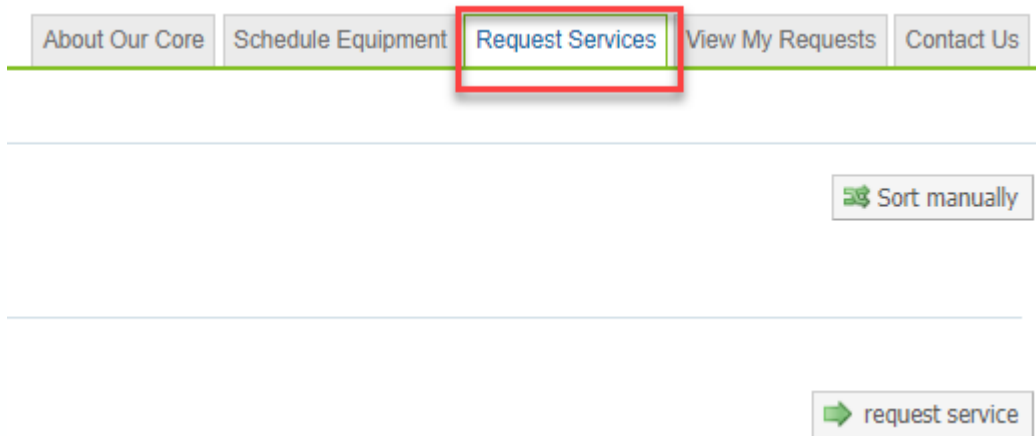 About Our Core Schedule Equipment Request Services View My Requests Contact Us
Sort manually
request service